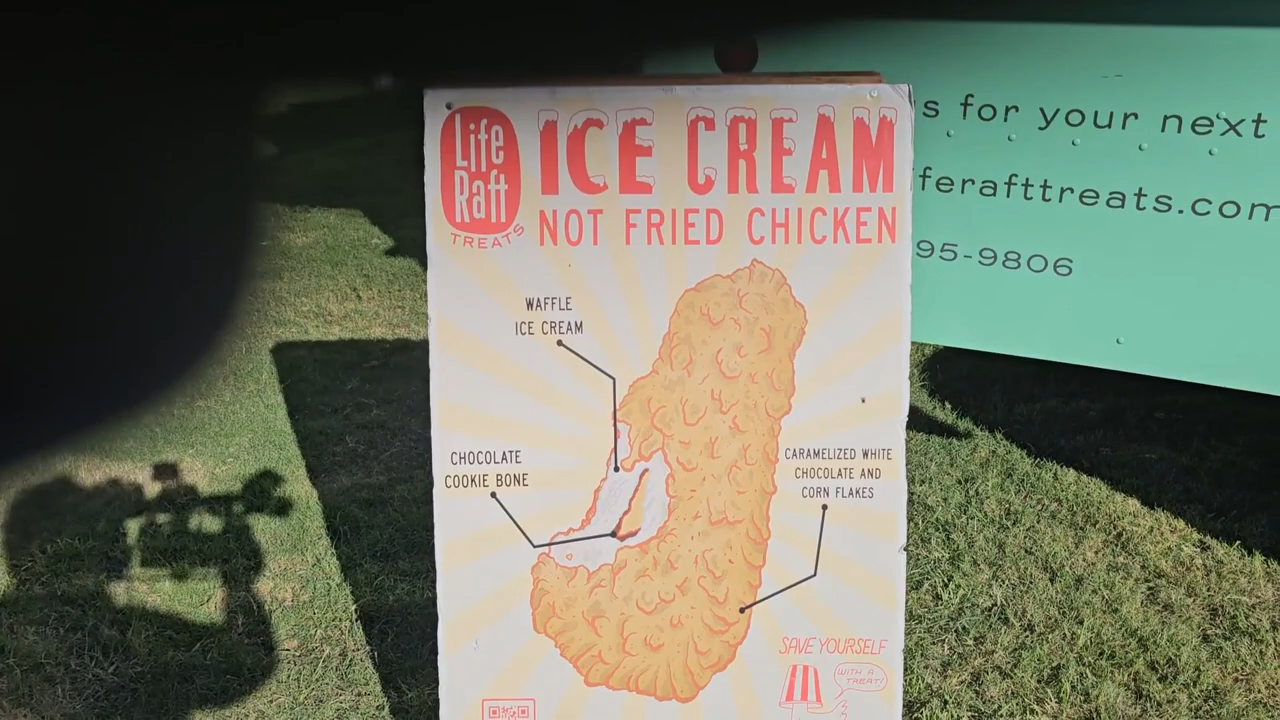 Life
Raft
TREATS
ICE CREAM
NOT FRIED CHICKEN
WAFFLE
ICE CREAM
CHOCOLATE
COOKIE BONE
CARAMELIZED WHITE
CHOCOLATE AND
CORN FLAKES
SAVE YOURSELF
WITH A
TREAT!
s for your next
ferafttreats.com
95-9806